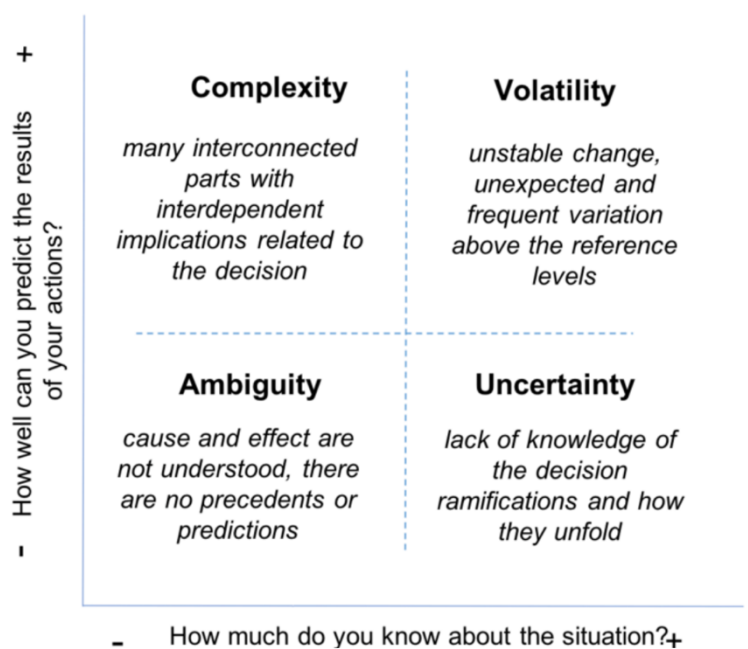 +
How well can you predict the results
of your actions?
-
Complexity
many interconnected
parts with
interdependent
implications related to
the decision
Volatility
unstable change,
unexpected and
frequent variation
above the reference
levels
Ambiguity
cause and effect are
not understood, there
are no precedents or
predictions
Uncertainty
lack of knowledge of
the decision
ramifications and how
they unfold
- How much do you know about the situation?+